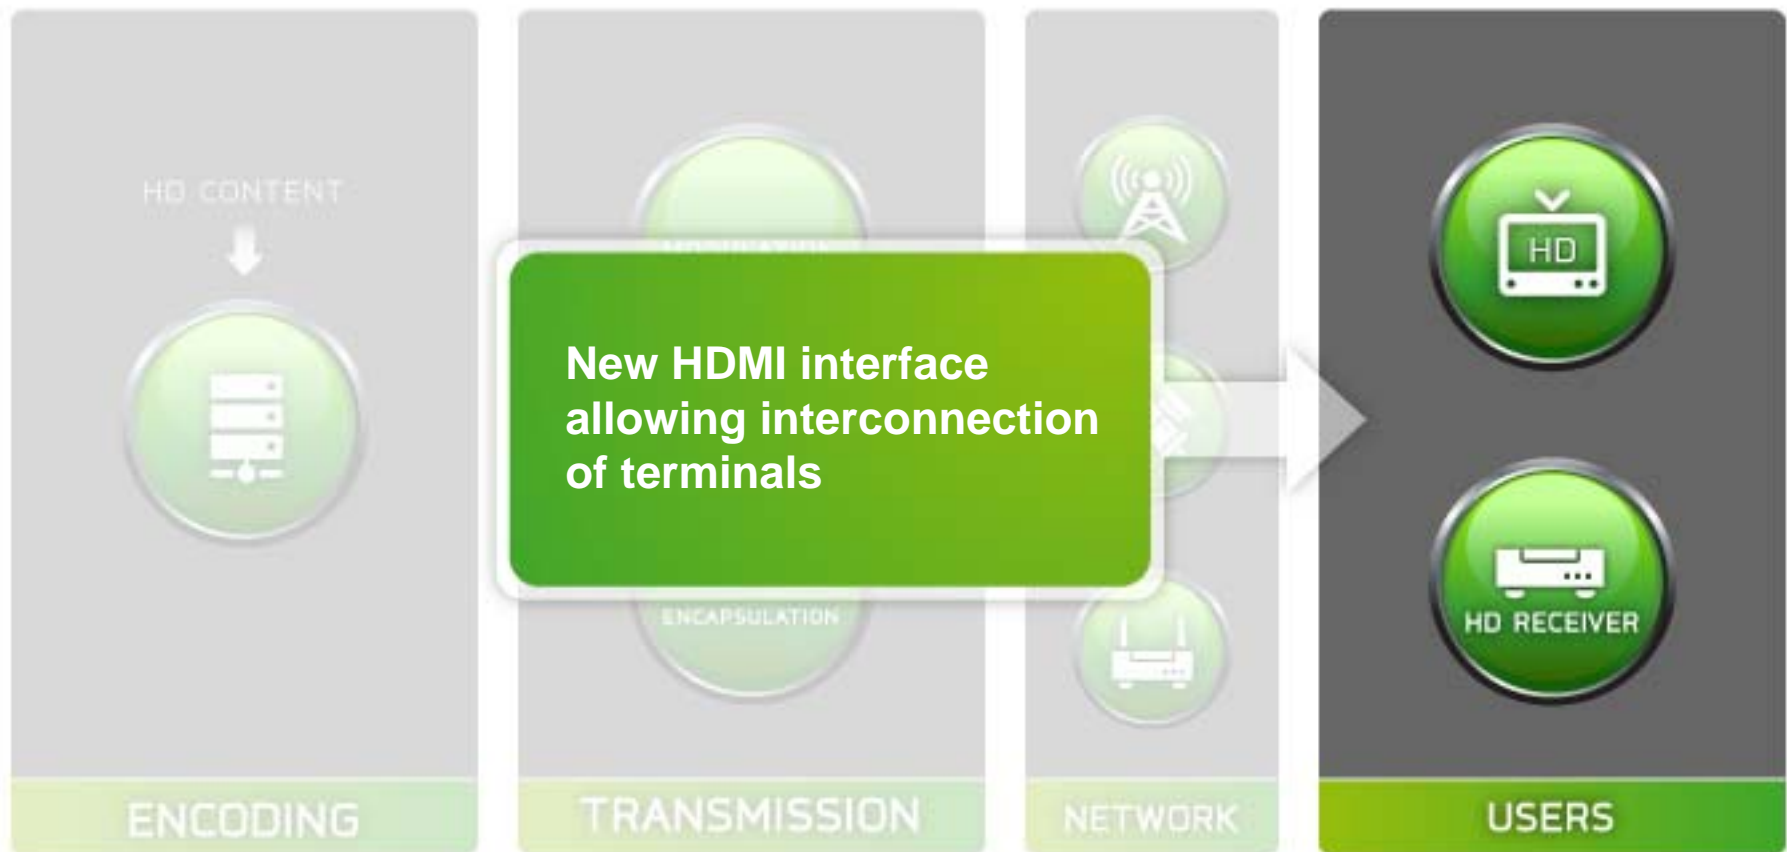 HD CONTENT
New HDMI interface
allowing interconnection
of terminals
ENCAPSULATION
HD
HD RECEIVER
ENCODING
TRANSMISSION
NETWORK
USERS